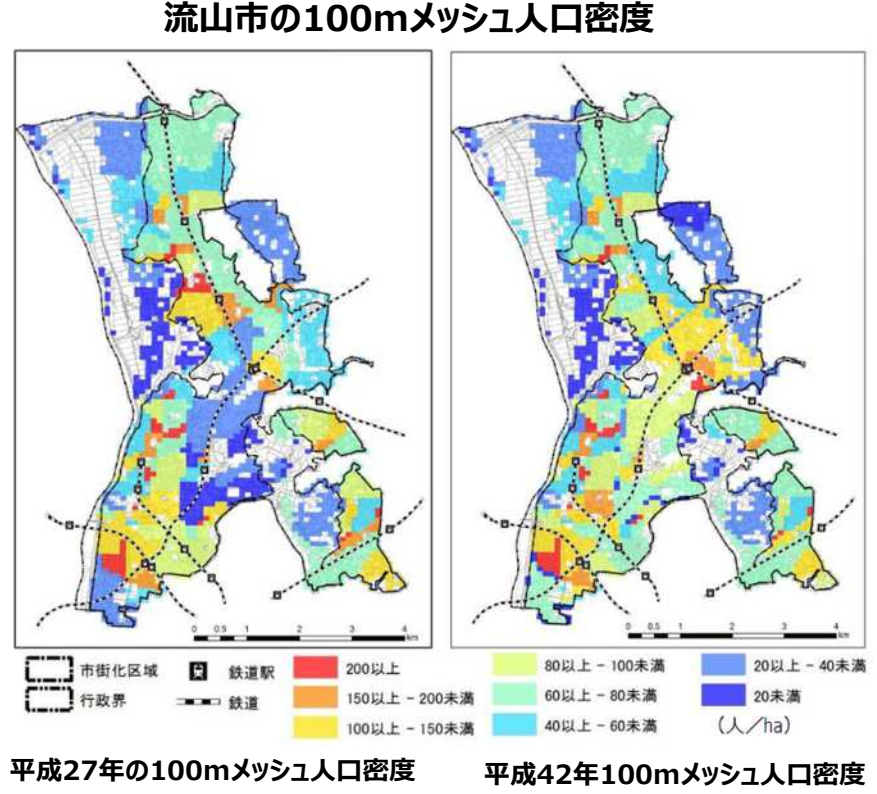 流山市の100mメッシュ人口密度
0 0.5 1 2 3 4 km
0 0.5 1 2 3 4 km
市街化区域
行政界
鉄道駅
鉄道
200以上
150以上 - 200未満
100以上 - 150未満
80以上 - 100未満
60以上 - 80未満
40以上 - 60未満
20以上 - 40未満
20未満
(人/ha)
平成27年の100mメッシュ人口密度
平成42年100mメッシュ人口密度